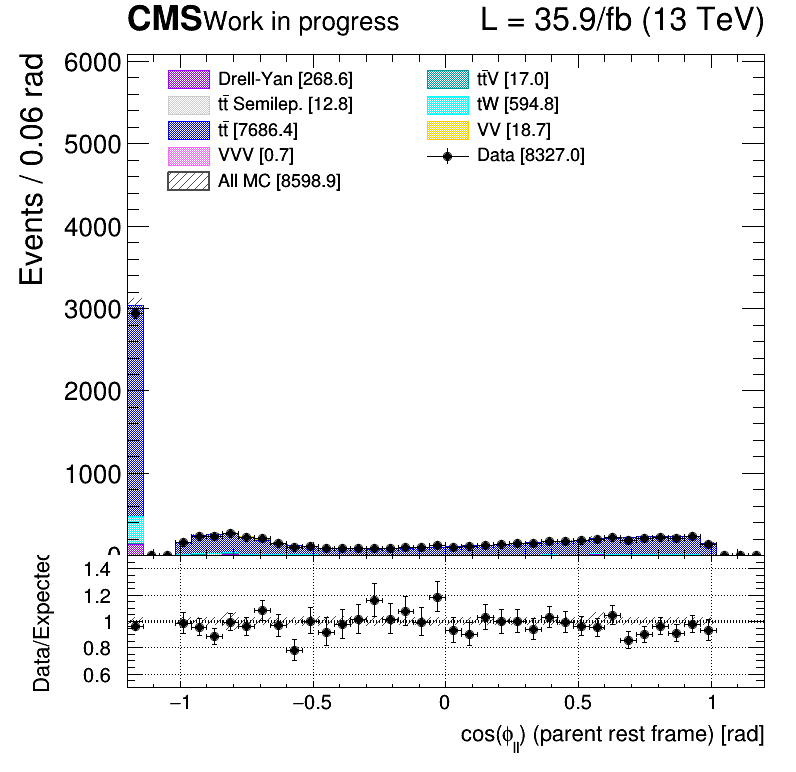 CMS Work in progress L = 35.9/fb (13 TeV)
Events / 0.06 rad
6000
5000
4000
3000
2000
1000
0
Drell-Yan [268.6]
tt̄ Semilep. [12.8]
tt̄ [7686.4]
VVV [0.7]
All MC [8598.9]
tt̄V [17.0]
tW [594.8]
VV [18.7]
Data [8327.0]
Data/Expected
1.4
1.2
1
0.8
0.6
−1 −0.5 0 0.5 1
cos(ϕ_ll) (parent rest frame) [rad]